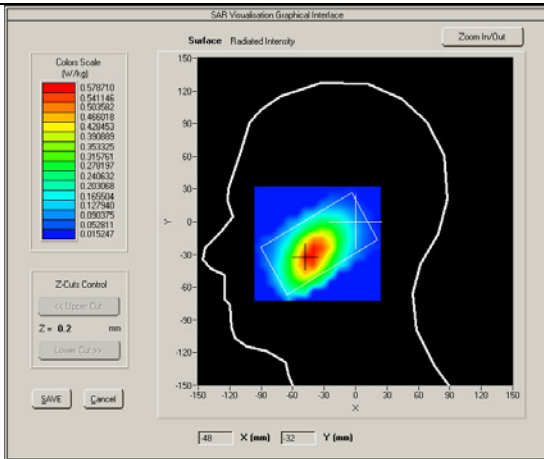 SAR Visualisation Graphical Interface
Surface Radiated Intensity
Zoom In/Out
Colors Scale
(W/kg)
0.578710
0.541146
0.503582
0.466018
0.428453
0.390889
0.353325
0.315761
0.278197
0.240632
0.203068
0.165504
0.127940
0.090375
0.052811
0.015247
150
120
90
60
30
0
-30
-60
-90
-120
-150
Y
-150 -120 -90 -60 -30 0 30 60 90 120 150
X
Z-Cuts Control
<< Upper Cut
Z = 0.2 mm
Lower Cut >>
SAVE Cancel
-48 X (mm) -32 Y (mm)